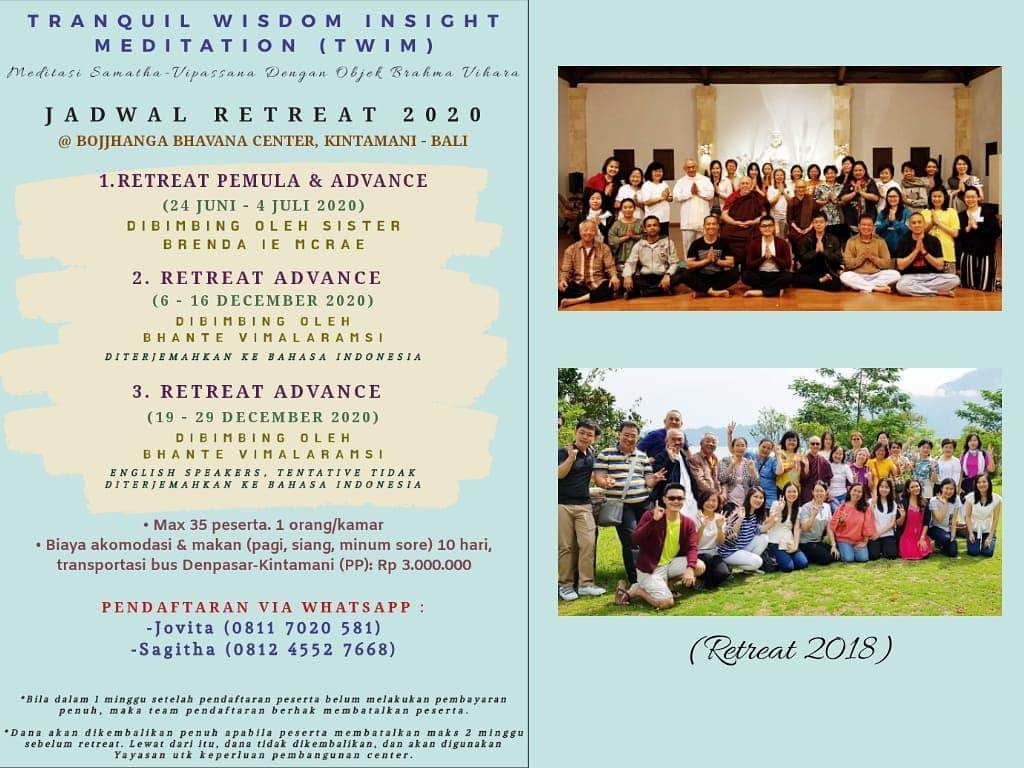 TRANQUIL WISDOM INSIGHT
MEDITATION (TWIM)
Meditasi Samatha-Vipassana Dengan Objek Brahma Vihara
JADWAL RETREAT 2020
@ BOJJHANGA BHAVANA CENTER, KINTAMANI - BALI
1.RETREAT PEMULA & ADVANCE
(24 JUNI - 4 JULI 2020)
DIBIMBING OLEH SISTER
BRENDA IE MCRAE
2. RETREAT ADVANCE
(6 - 16 DECEMBER 2020)
DIBIMBING OLEH
BHANTE VIMALARAMSI
DITERJEMAHKAN KE BAHASA INDONESIA
3. RETREAT ADVANCE
(19 - 29 DECEMBER 2020)
DIBIMBING OLEH
BHANTE VIMALARAMSI
ENGLISH SPEAKERS, TENTATIVE TIDAK
DITERJEMAHKAN KE BAHASA INDONESIA
• Max 35 peserta. 1 orang/kamar
• Biaya akomodasi & makan (pagi, siang, minum sore) 10 hari,
transportasi bus Denpasar-Kintamani (PP): Rp 3.000.000
PENDAFTARAN VIA WHATSAPP :
-Jovita (0811 7020 581)
-Sagitha (0812 4552 7668)
*Bila dalam 1 minggu setelah pendaftaran peserta belum melakukan pembayaran
penuh, maka team pendaftaran berhak membatalkan peserta.
*Dana akan dikembalikan penuh apabila peserta membatalkan maks 2 minggu
sebelum retreat. Lewat dari itu, dana tidak dikembalikan, dan akan digunakan
Yayasan utk keperluan pembangunan center.
(Retreat 2018)